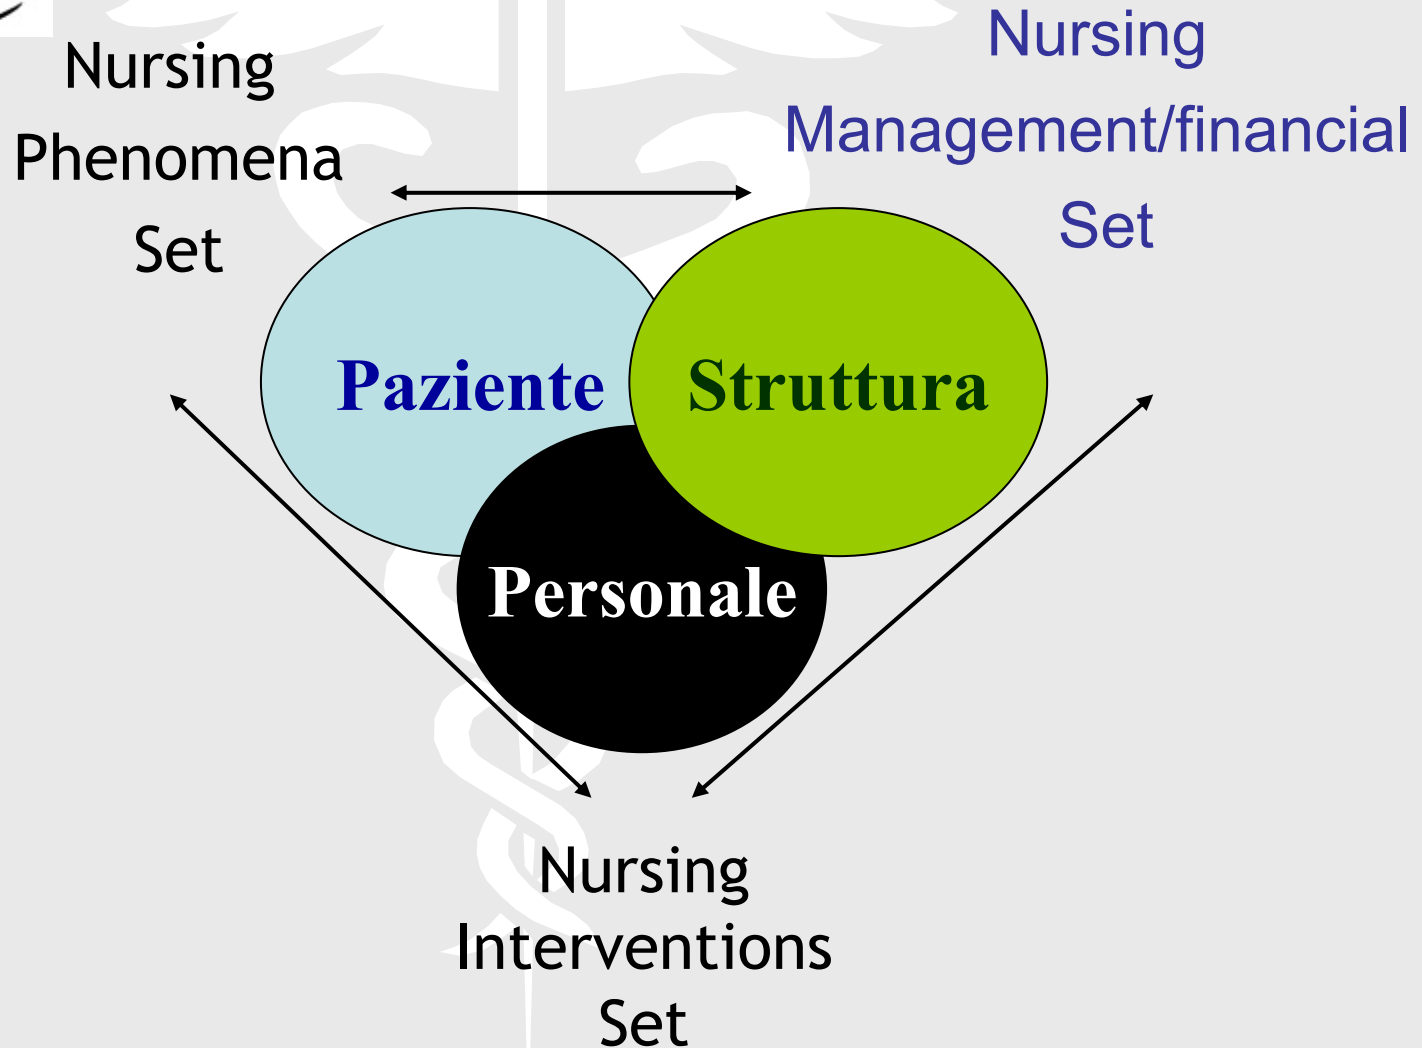 Nursing
Phenomena
Set
Nursing
Management/financial
Set
Paziente
Struttura
Personale
Nursing
Interventions
Set